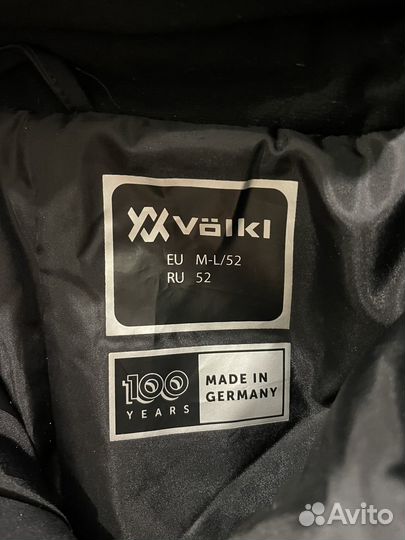 völkl
EU M-L/52
RU 52
100
YEARS
MADE IN
GERMANY
Avito